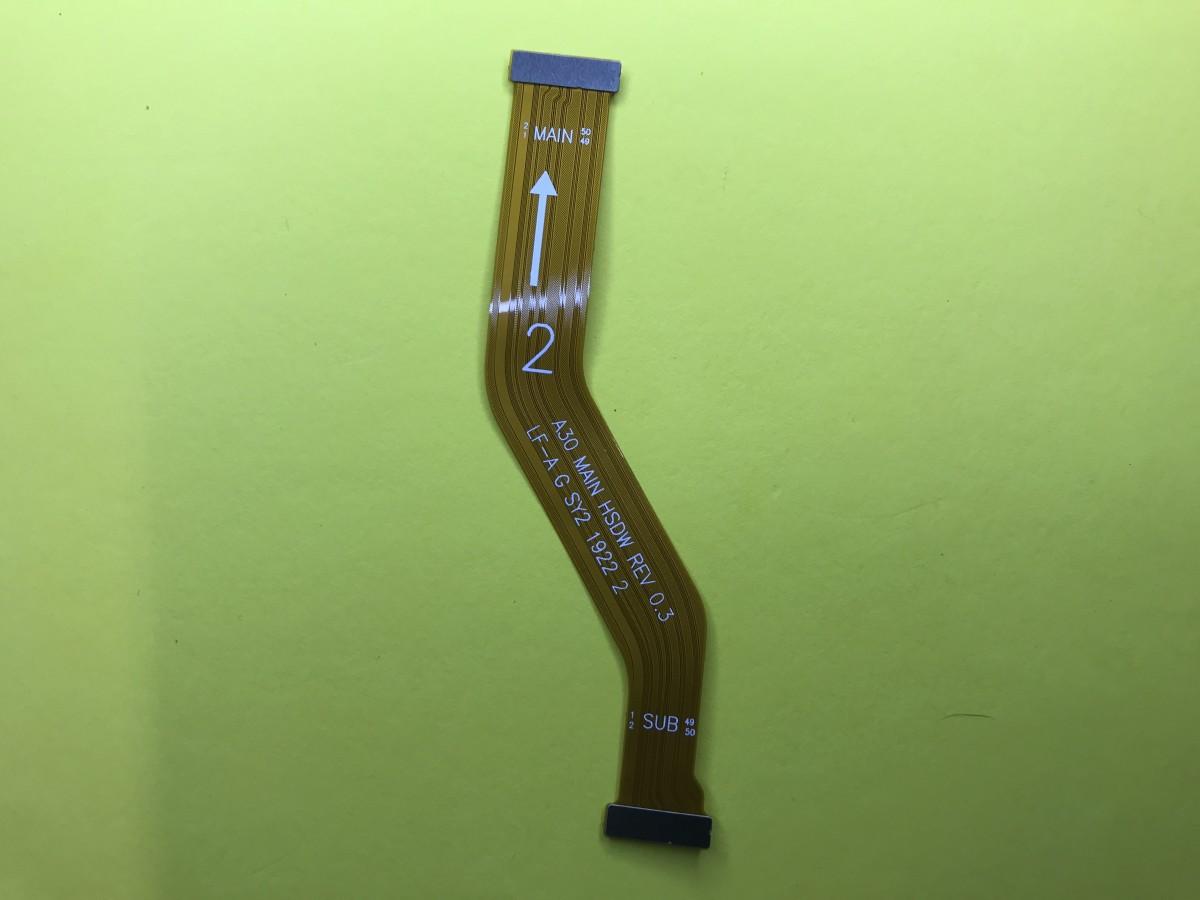 2 MAIN 50
1 49
2
A30 MAIN HSDW REV 0.3
LF-A G SY2 1922 2
1 SUB 49
2 50